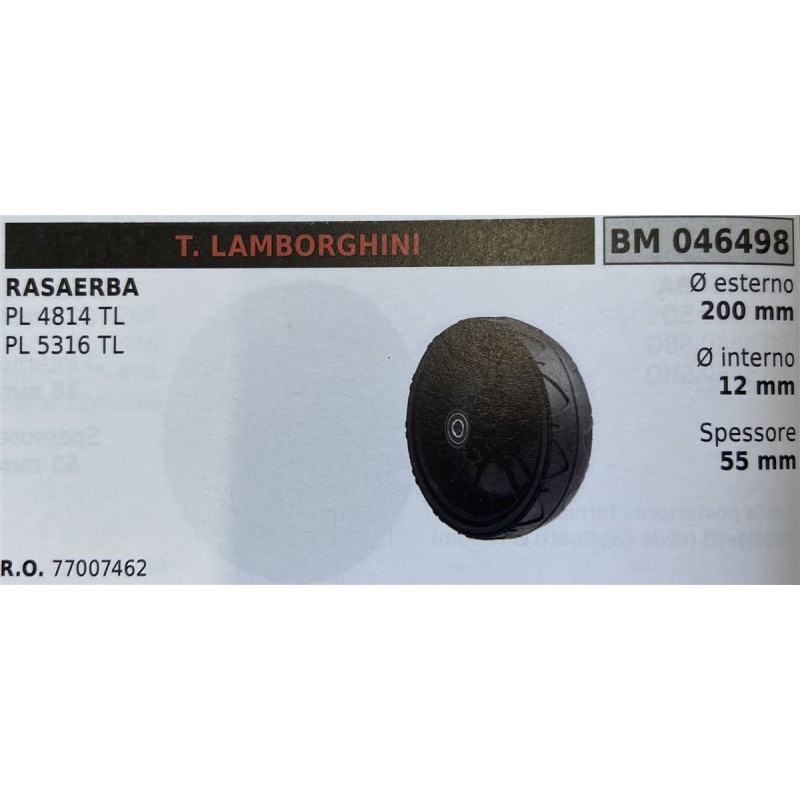 T. LAMBORGHINI
BM 046498
RASAERBA
PL 4814 TL
PL 5316 TL
Ø esterno
200 mm
Ø interno
12 mm
Spessore
55 mm
R.O. 77007462